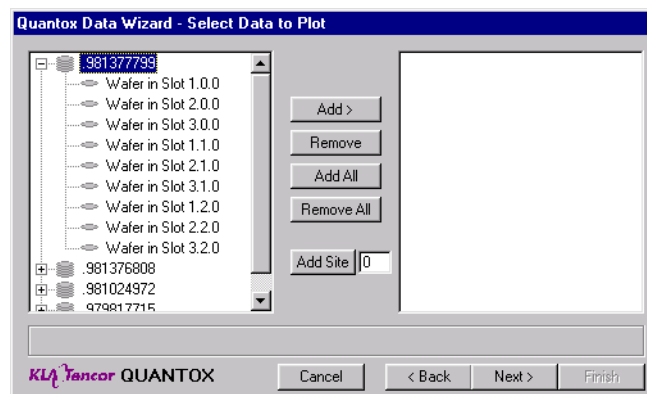 Quantox Data Wizard - Select Data to Plot
.981377799
Wafer in Slot 1.0.0
Wafer in Slot 2.0.0
Wafer in Slot 3.0.0
Wafer in Slot 1.1.0
Wafer in Slot 2.1.0
Wafer in Slot 3.1.0
Wafer in Slot 1.2.0
Wafer in Slot 2.2.0
Wafer in Slot 3.2.0
.981376808
.981024972
.979817715
Add >
Remove
Add All
Remove All
Add Site 0
KLA Tencor QUANTOX
Cancel
< Back
Next >
Finish